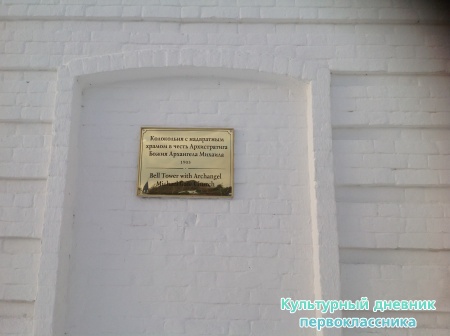 Колокольня с надвратным
храмом в честь Архистратига
Божия Архангела Михаила
Bell Tower with Archangel
Культурный дневник
первоклассника